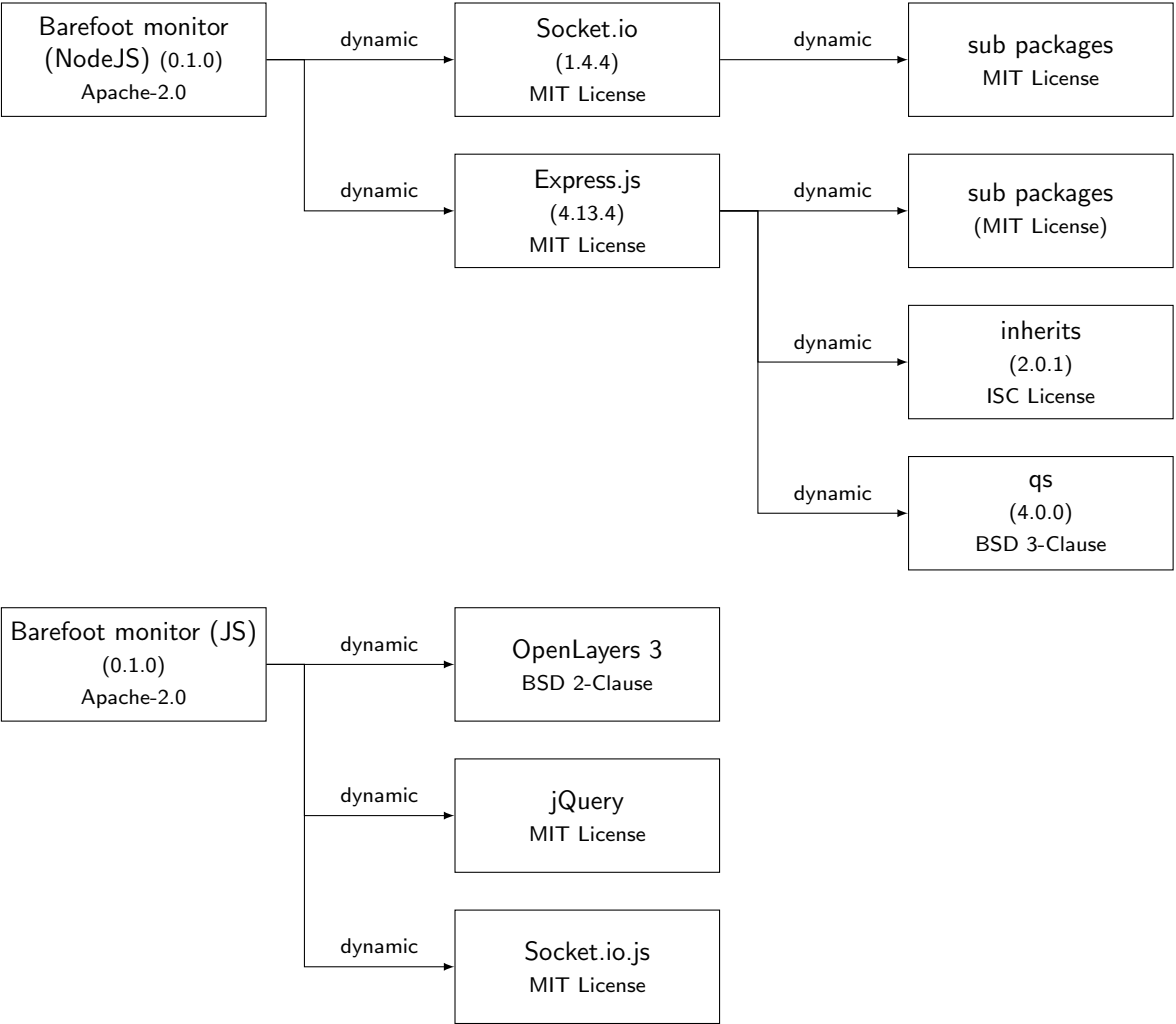 Barefoot monitor
(NodeJS) (0.1.0)
Apache-2.0
dynamic
Socket.io
(1.4.4)
MIT License
dynamic
sub packages
MIT License
dynamic
Express.js
(4.13.4)
MIT License
dynamic
sub packages
(MIT License)
dynamic
inherits
(2.0.1)
ISC License
dynamic
qs
(4.0.0)
BSD 3-Clause
Barefoot monitor (JS)
(0.1.0)
Apache-2.0
dynamic
OpenLayers 3
BSD 2-Clause
dynamic
jQuery
MIT License
dynamic
Socket.io.js
MIT License